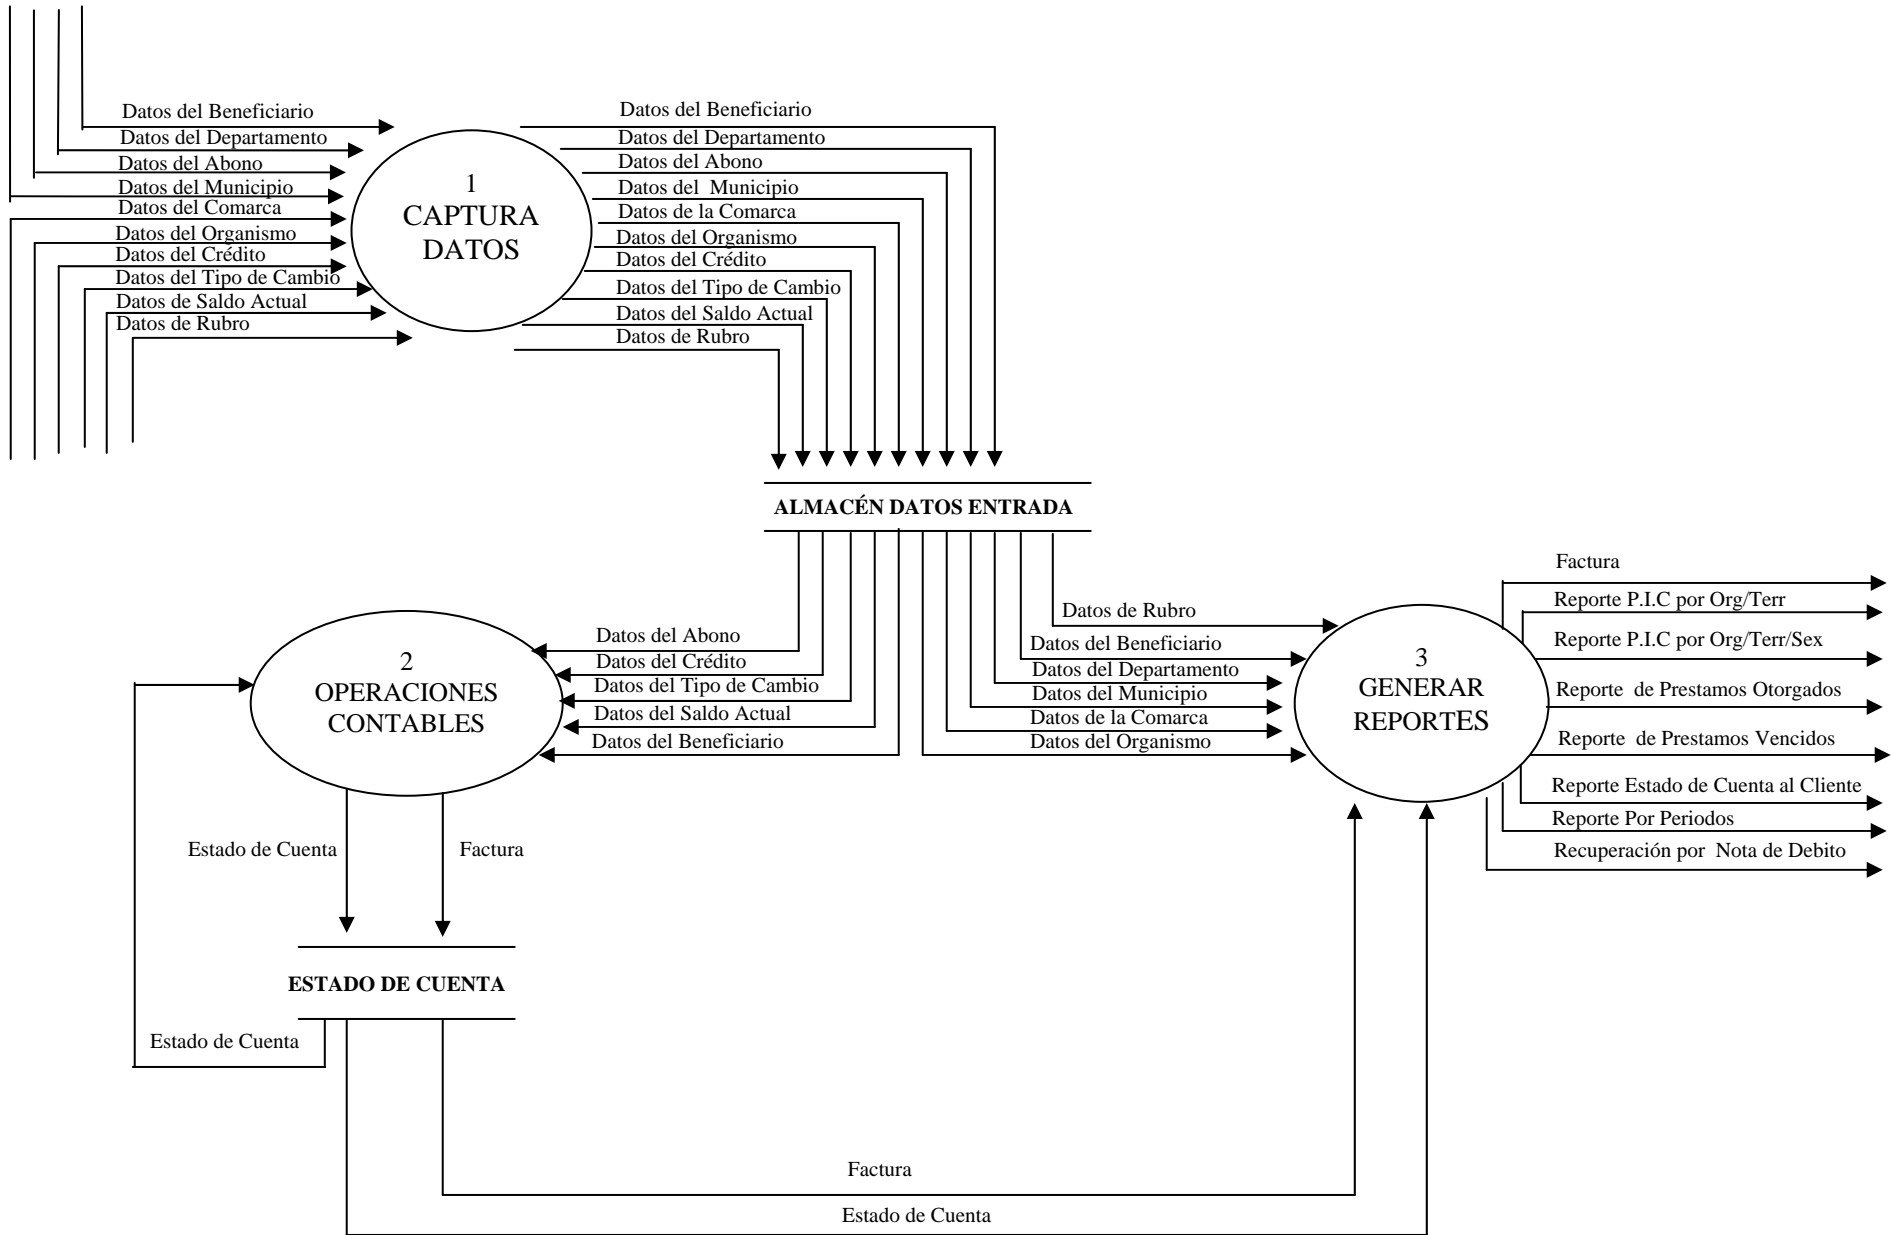 Datos del Beneficiario
Datos del Departamento
Datos del Abono
Datos del Municipio
Datos del Comarca
Datos del Organismo
Datos del Crédito
Datos del Tipo de Cambio
Datos de Saldo Actual
Datos de Rubro
1
CAPTURA
DATOS
Datos del Beneficiario
Datos del Departamento
Datos del Abono
Datos del Municipio
Datos de la Comarca
Datos del Organismo
Datos del Crédito
Datos del Tipo de Cambio
Datos del Saldo Actual
Datos de Rubro
ALMACÉN DATOS ENTRADA
2
OPERACIONES
CONTABLES
Datos del Abono
Datos del Crédito
Datos del Tipo de Cambio
Datos del Saldo Actual
Datos del Beneficiario
Datos de Rubro
Datos del Beneficiario
Datos del Departamento
Datos del Municipio
Datos de la Comarca
Datos del Organismo
3
GENERAR
REPORTES
Factura
Reporte P.I.C por Org/Terr
Reporte P.I.C por Org/Terr/Sex
Reporte de Prestamos Otorgados
Reporte de Prestamos Vencidos
Reporte Estado de Cuenta al Cliente
Reporte Por Periodos
Recuperación por Nota de Debito
Estado de Cuenta
Factura
ESTADO DE CUENTA
Estado de Cuenta
Factura
Estado de Cuenta